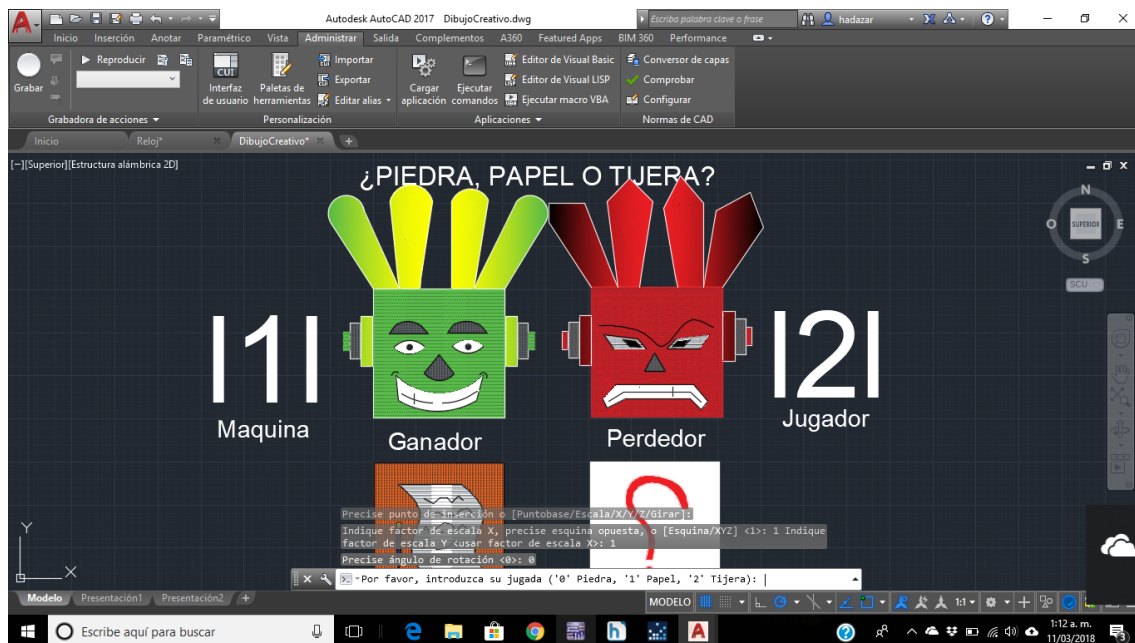 Autodesk AutoCAD 2017 DibujoCreativo.dwg
Escriba palabra clave o frase
hadazar
Inicio Inserción Anotar Paramétrico Vista Administrar Salida Complementos A360 Featured Apps BIM 360 Performance
Grabar
Reproducir
Grabadora de acciones
CUI
Interfaz de usuario
Paletas de herramientas
Importar
Exportar
Editar alias
Personalización
Cargar aplicación
Ejecutar comandos
Editor de Visual Basic
Editor de Visual LISP
Ejecutar macro VBA
Aplicaciones
Conversor de capas
Comprobar
Configurar
Normas de CAD
Inicio Reloj* DibujoCreativo*
[−][Superior][Estructura alámbrica 2D]
¿PIEDRA, PAPEL O TIJERA?
N
O SUPERIOR E
S
SCU
|1|
Maquina
Ganador
Perdedor
|2|
Jugador
?
Precise punto de inserción o [Puntobase/Escala/X/Y/Z/Girar]:
Indique factor de escala X, precise esquina opuesta, o [Esquina/XYZ] <1>: 1 Indique
factor de escala Y <usar factor de escala X>: 1
Precise ángulo de rotación <0>: 0
Por favor, introduzca su jugada ('0' Piedra, '1' Papel, '2' Tijera):
Y
X
Modelo Presentación1 Presentación2 +
MODELO
1:1
Escribe aquí para buscar
1:12 a. m.
11/03/2018